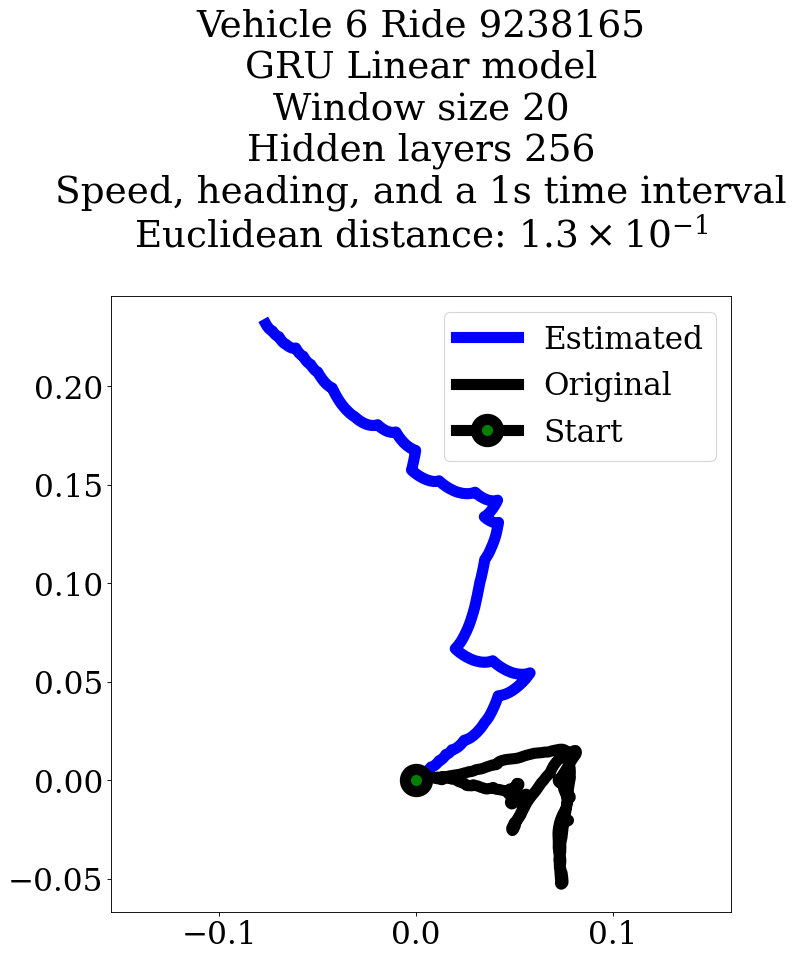 Vehicle 6 Ride 9238165
GRU Linear model
Window size 20
Hidden layers 256
Speed, heading, and a 1s time interval
Euclidean distance: 1.3 × 10⁻¹
Estimated
Original
Start
0.20
0.15
0.10
0.05
0.00
−0.05
−0.1 0.0 0.1